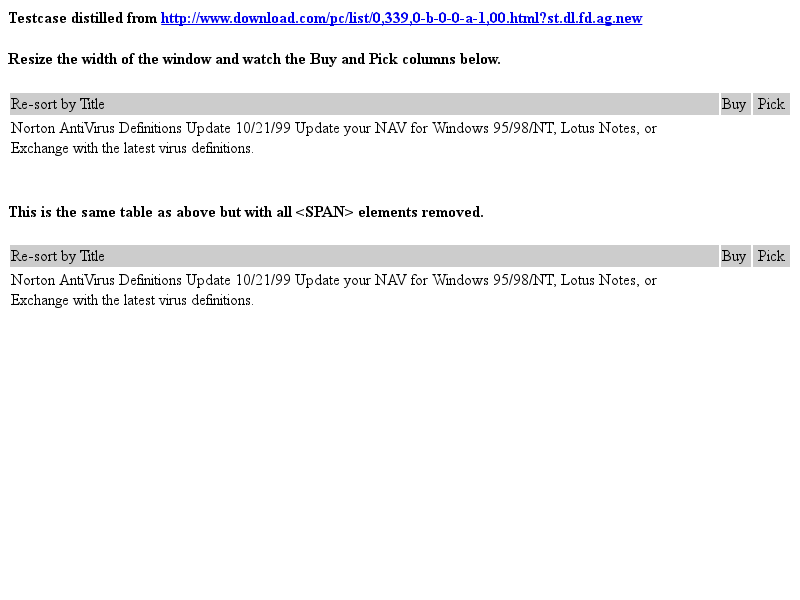 Testcase distilled from http://www.download.com/pc/list/0,339,0-b-0-0-a-1,00.html?st.dl.fd.ag.new
Resize the width of the window and watch the Buy and Pick columns below.
Re-sort by Title Buy Pick
Norton AntiVirus Definitions Update 10/21/99 Update your NAV for Windows 95/98/NT, Lotus Notes, or
Exchange with the latest virus definitions.
This is the same table as above but with all <SPAN> elements removed.
Re-sort by Title Buy Pick
Norton AntiVirus Definitions Update 10/21/99 Update your NAV for Windows 95/98/NT, Lotus Notes, or
Exchange with the latest virus definitions.